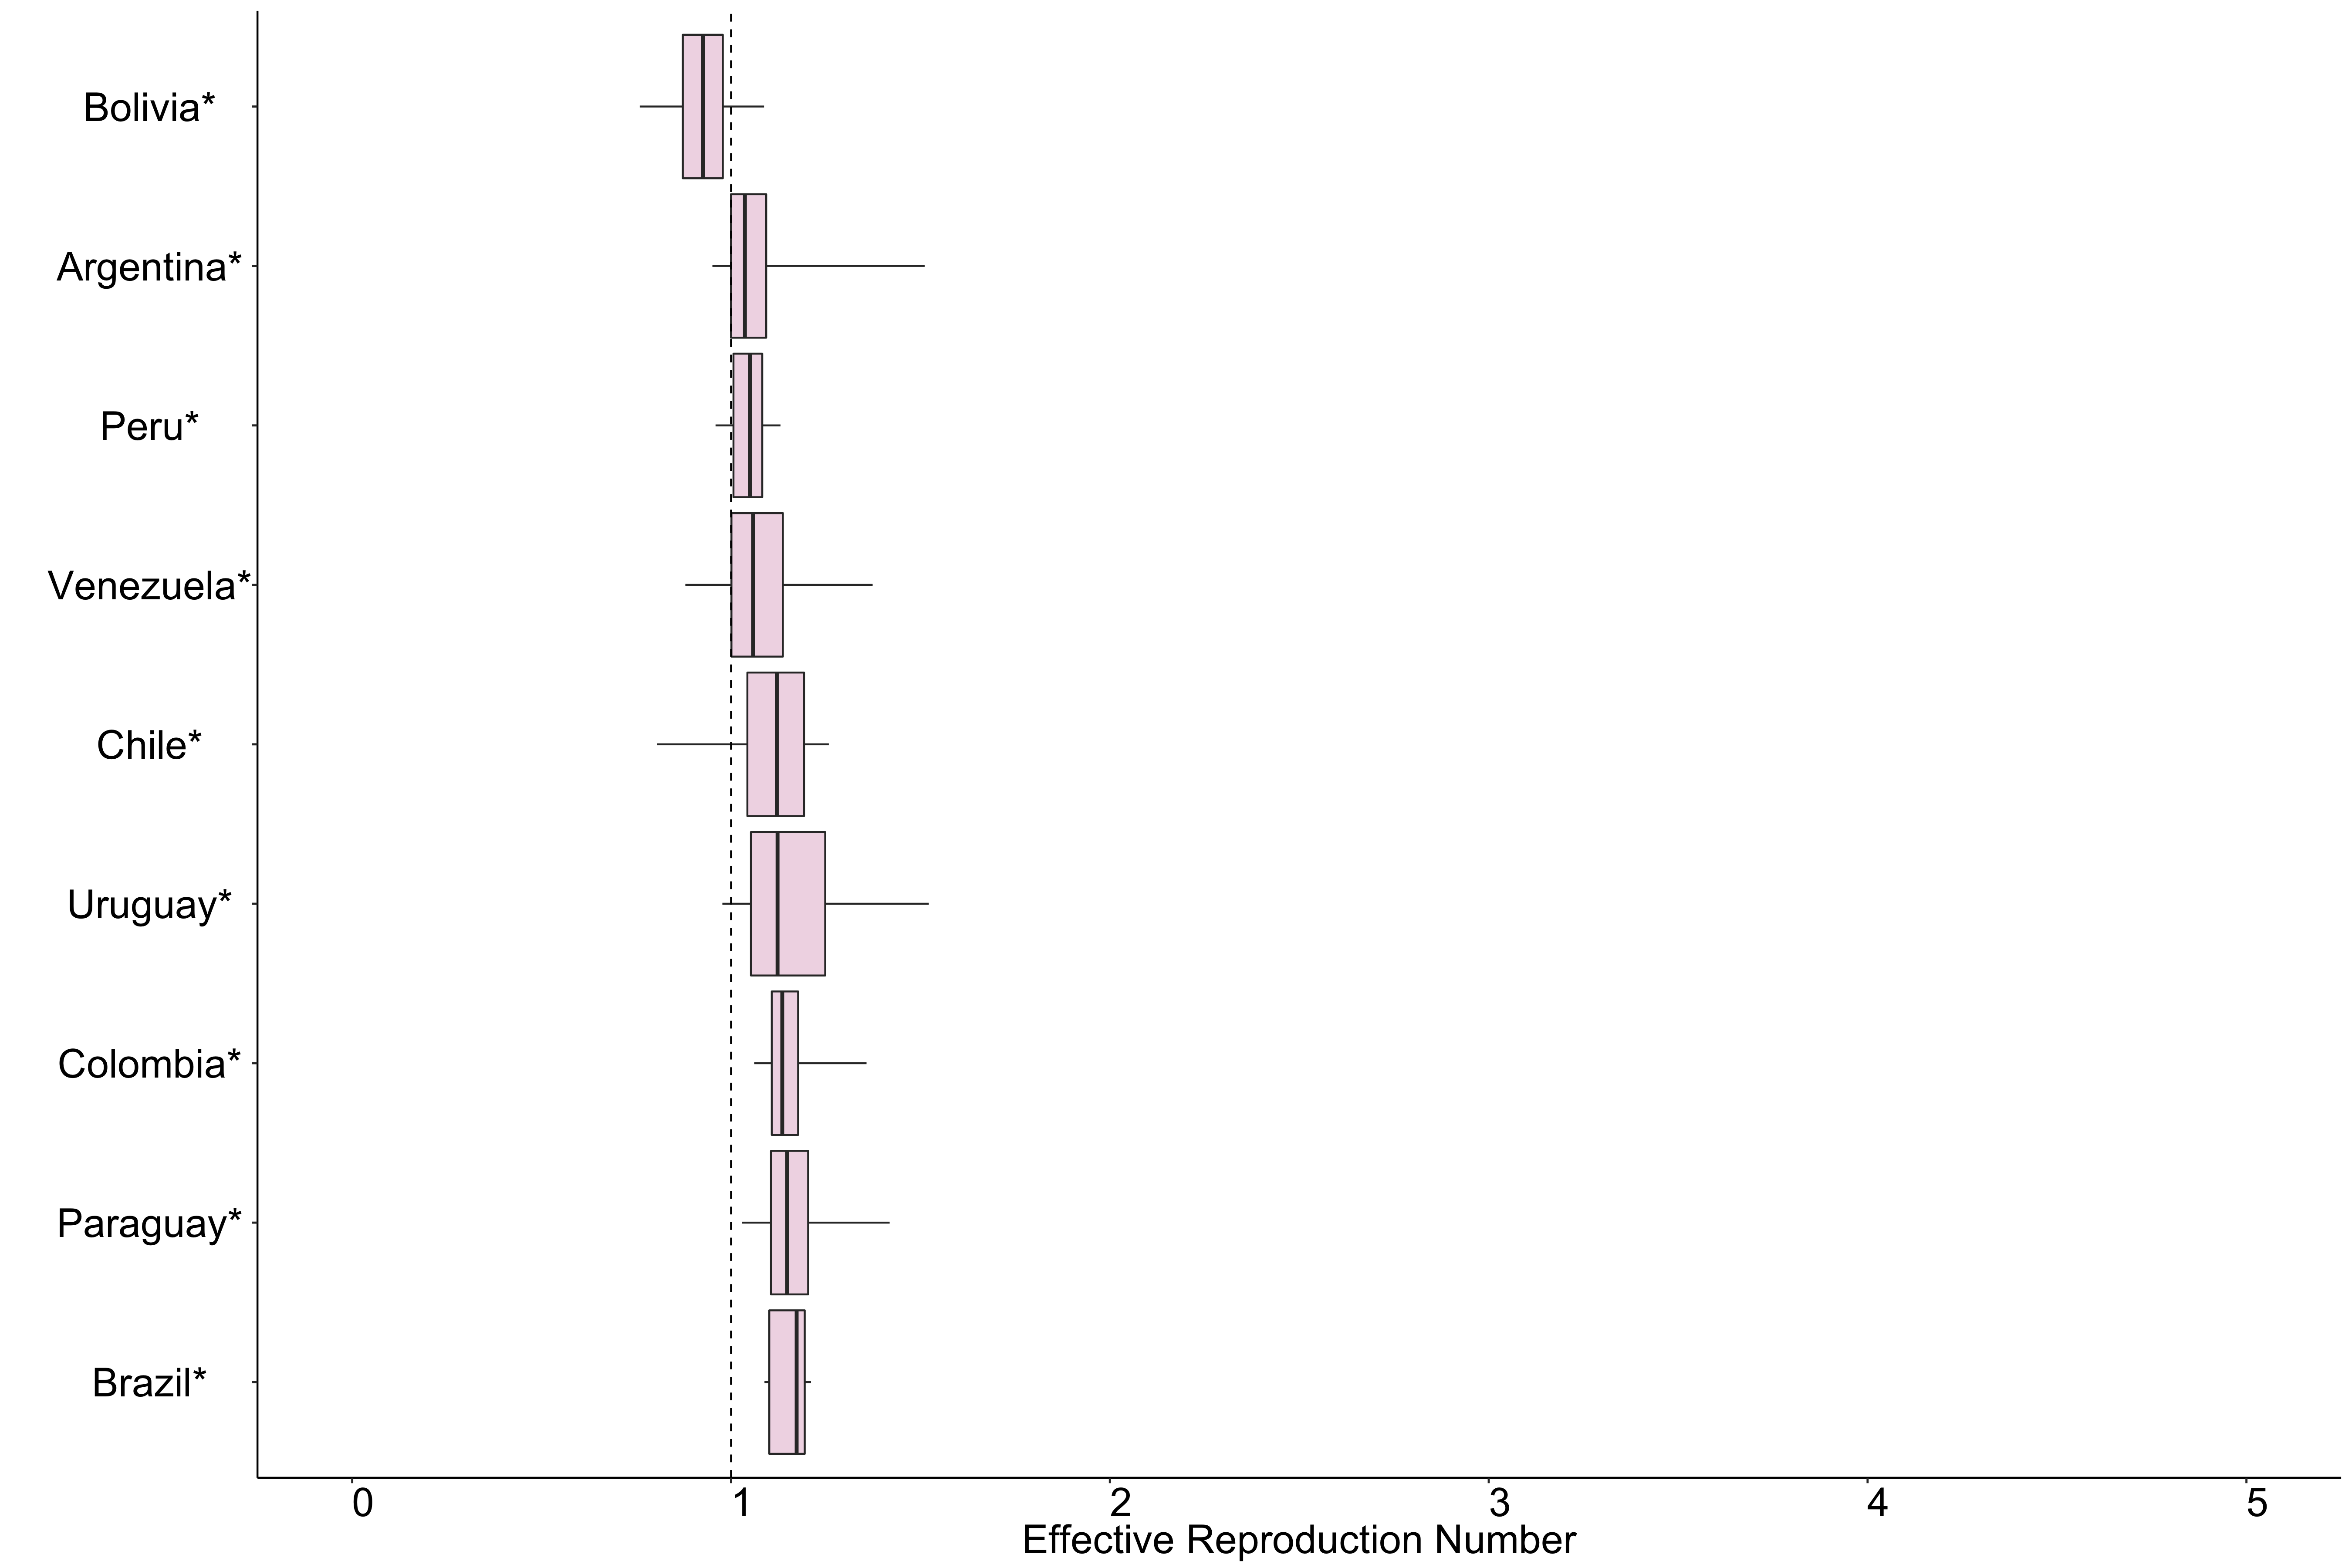 Bolivia*
Argentina*
Peru*
Venezuela*
Chile*
Uruguay*
Colombia*
Paraguay*
Brazil*
0 1 2 3 4 5
Effective Reproduction Number